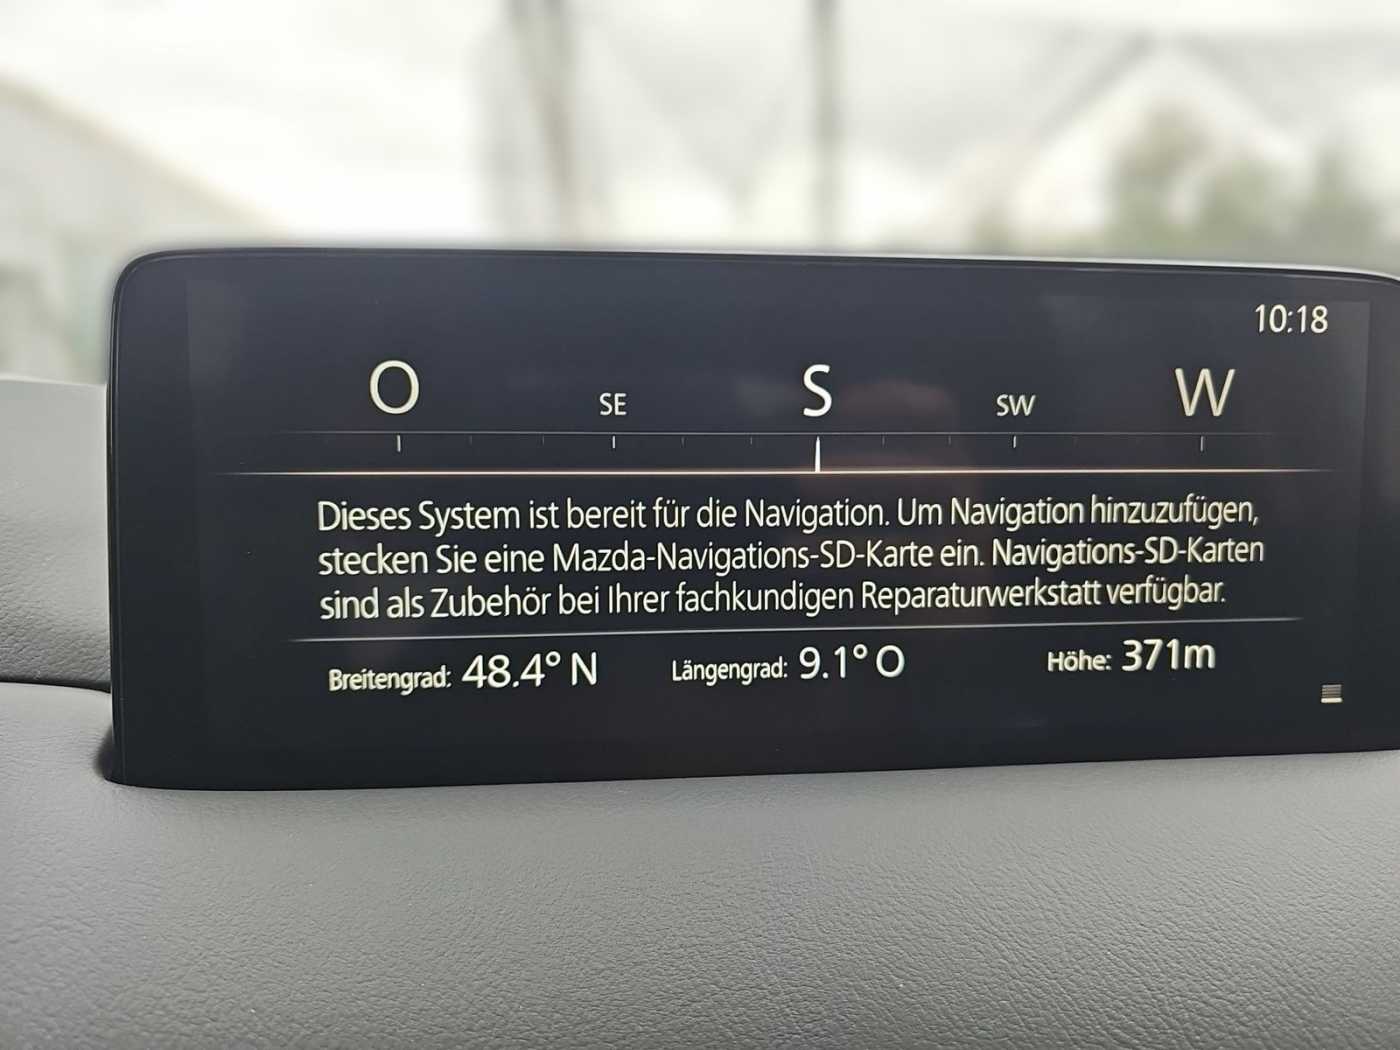 10:18
O SE S SW W
Dieses System ist bereit für die Navigation. Um Navigation hinzuzufügen,
stecken Sie eine Mazda-Navigations-SD-Karte ein. Navigations-SD-Karten
sind als Zubehör bei Ihrer fachkundigen Reparaturwerkstatt verfügbar.
Breitengrad: 48.4° N Längengrad: 9.1° O Höhe: 371m